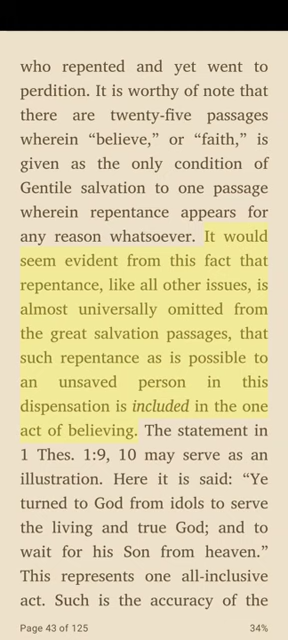 who repented and yet went to
perdition. It is worthy of note that
there are twenty-five passages
wherein “believe,” or “faith,” is
given as the only condition of
Gentile salvation to one passage
wherein repentance appears for
any reason whatsoever. It would
seem evident from this fact that
repentance, like all other issues, is
almost universally omitted from
the great salvation passages, that
such repentance as is possible to
an unsaved person in this
dispensation is included in the one
act of believing. The statement in
1 Thes. 1:9, 10 may serve as an
illustration. Here it is said: “Ye
turned to God from idols to serve
the living and true God; and to
wait for his Son from heaven.”
This represents one all-inclusive
act. Such is the accuracy of the
Page 43 of 125 34%